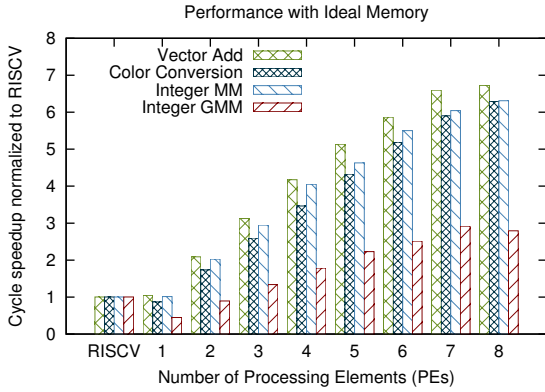 Performance with Ideal Memory
Cycle speedup normalized to RISCV
8
7
6
5
4
3
2
1
0
Vector Add
Color Conversion
Integer MM
Integer GMM
RISCV 1 2 3 4 5 6 7 8
Number of Processing Elements (PEs)